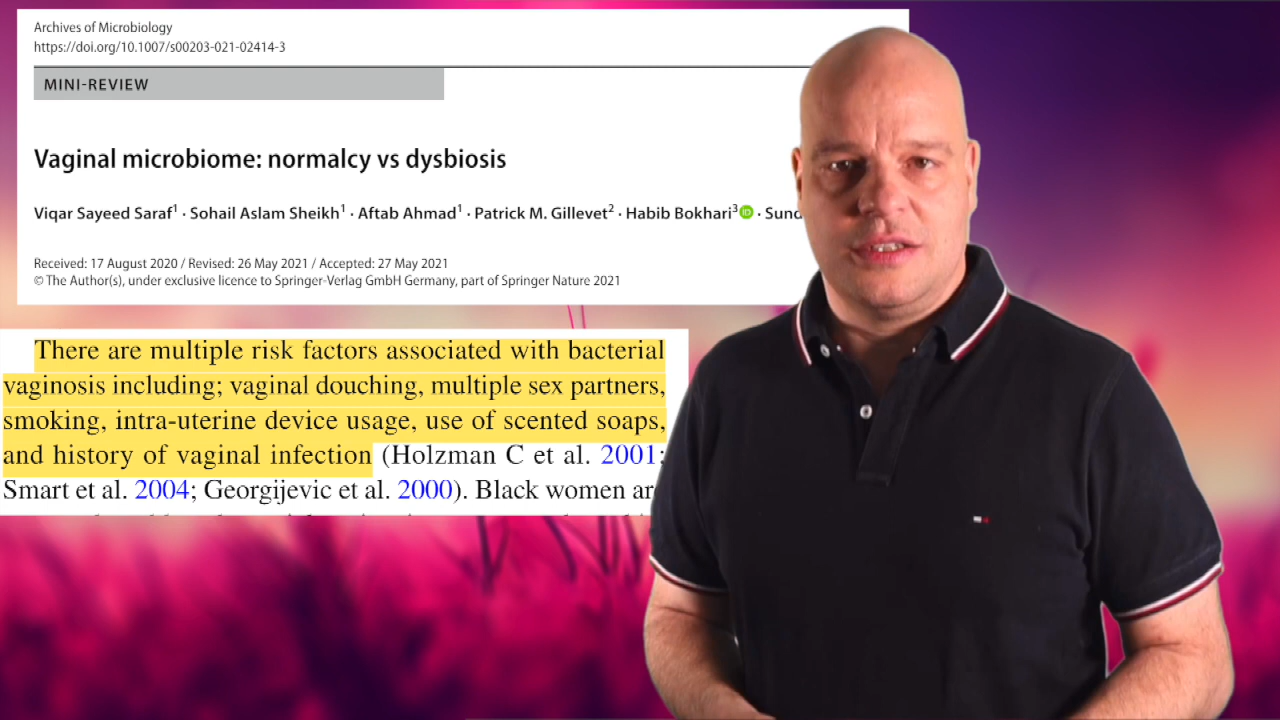 Archives of Microbiology
https://doi.org/10.1007/s00203-021-02414-3
MINI-REVIEW
Vaginal microbiome: normalcy vs dysbiosis
Viqar Sayeed Saraf1 · Sohail Aslam Sheikh1 · Aftab Ahmad1 · Patrick M. Gillevet2 · Habib Bokhari3 iD ·
Received: 17 August 2020 / Revised: 26 May 2021 / Accepted: 27 May 2021
© The Author(s), under exclusive licence to Springer-Verlag GmbH Germany, part of Springer Nature 2021
There are multiple risk factors associated with bacterial
vaginosis including; vaginal douching, multiple sex partners,
smoking, intra-uterine device usage, use of scented soaps,
and history of vaginal infection (Holzman C et al. 2001;
Smart et al. 2004; Georgijevic et al. 2000). Black women